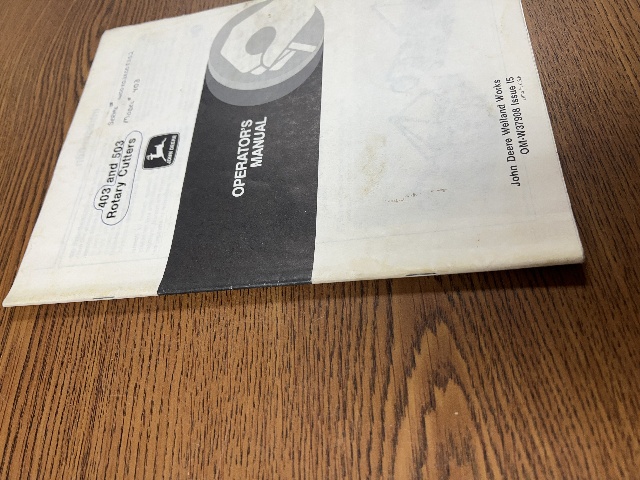 403 and 503
Rotary Cutters
JOHN DEERE
OPERATOR'S
MANUAL
John Deere Welland Works
OM-W37908 Issue I5